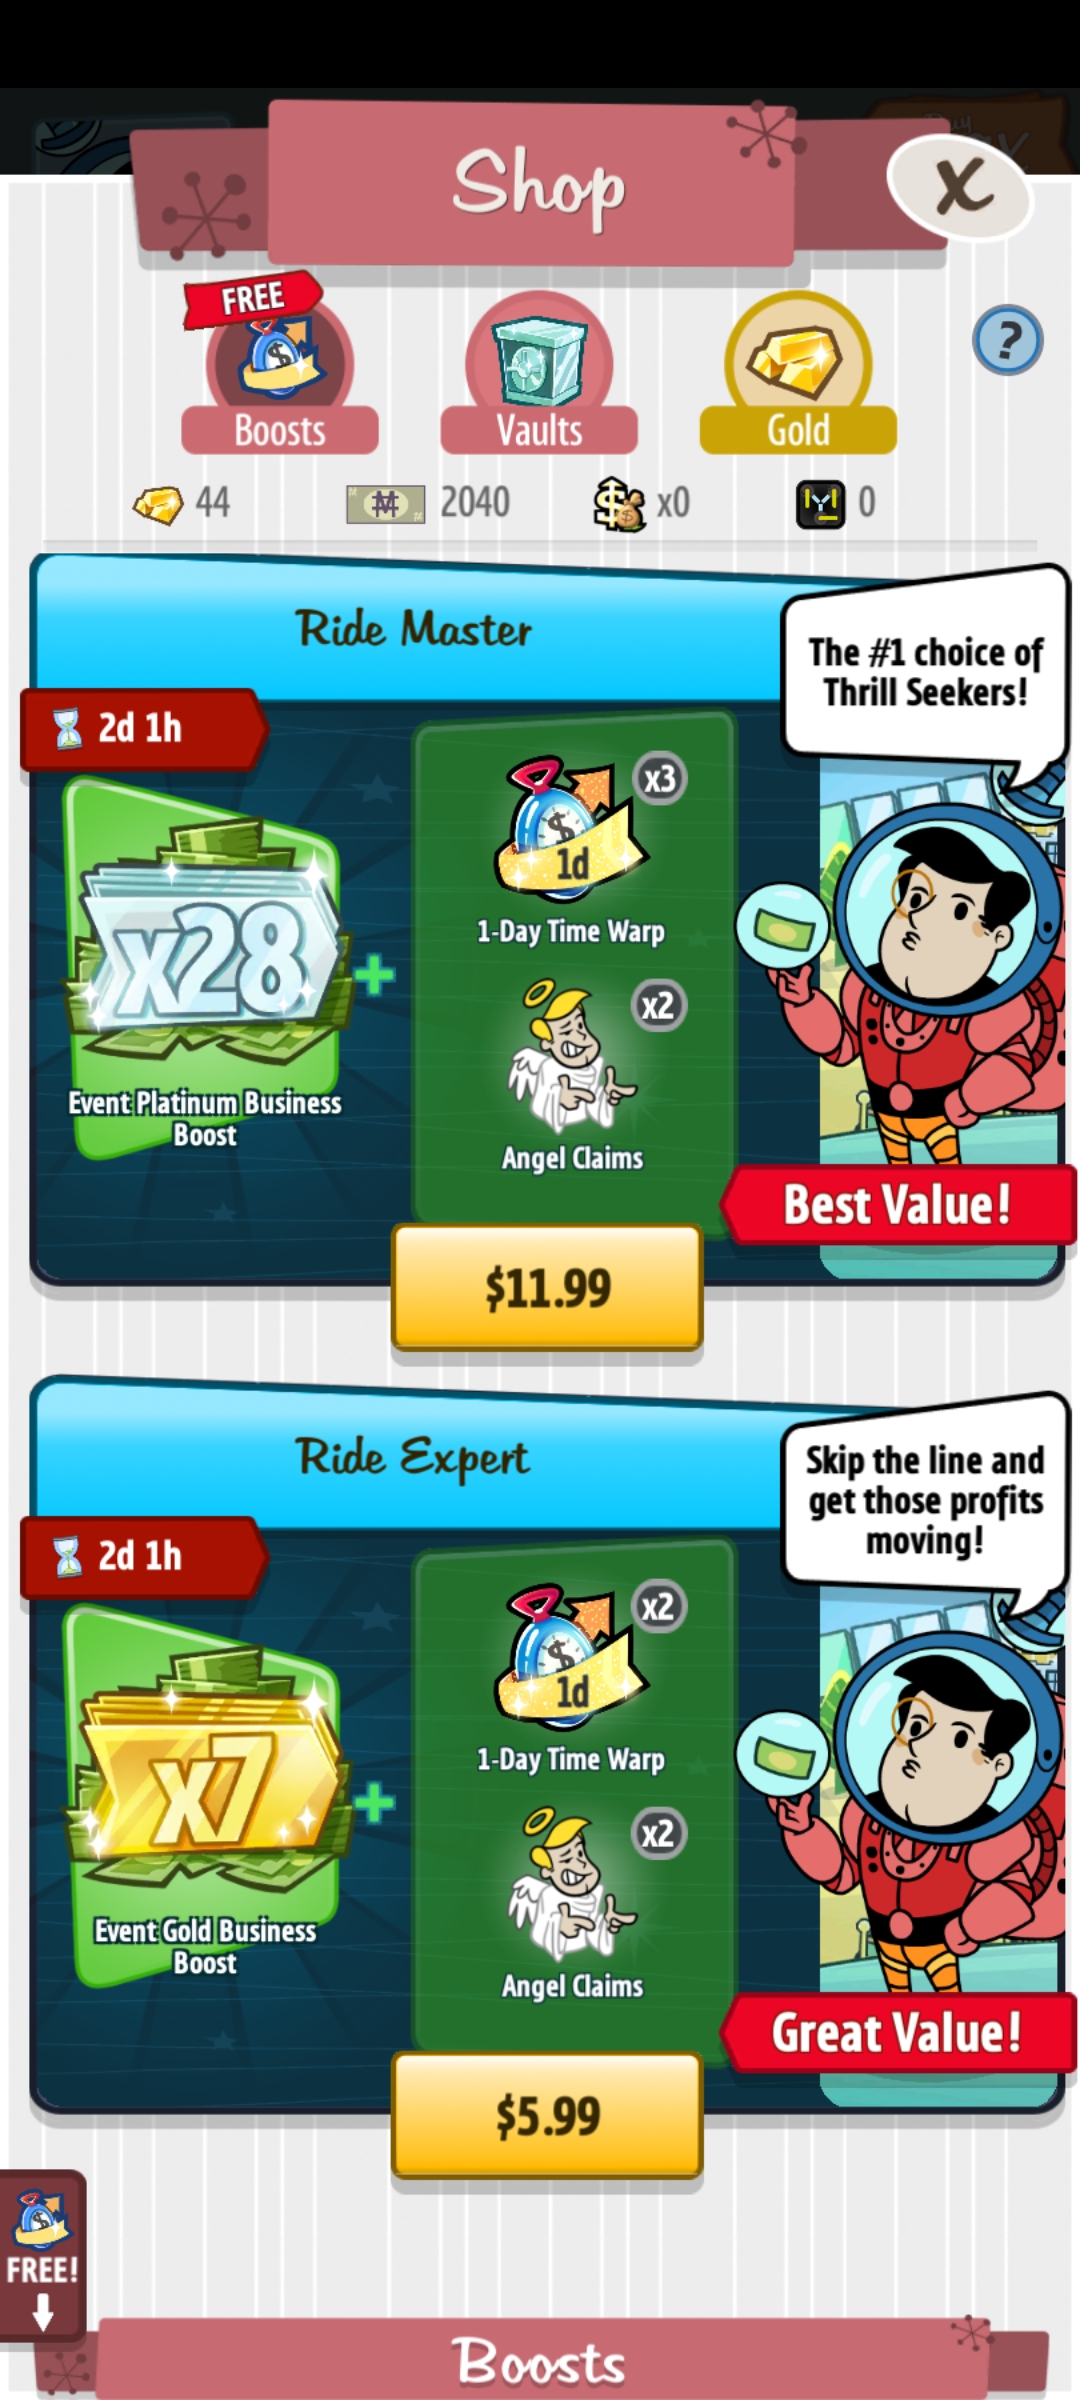 Shop
X
FREE
Boosts
Vaults
Gold
?
44
2040
x0
0
Ride Master
The #1 choice of
Thrill Seekers!
2d 1h
x28
Event Platinum Business
Boost
+
x3
1d
1-Day Time Warp
x2
Angel Claims
Best Value!
$11.99
Ride Expert
Skip the line and
get those profits
moving!
2d 1h
x7
Event Gold Business
Boost
+
x2
1d
1-Day Time Warp
x2
Angel Claims
Great Value!
$5.99
FREE!
Boosts